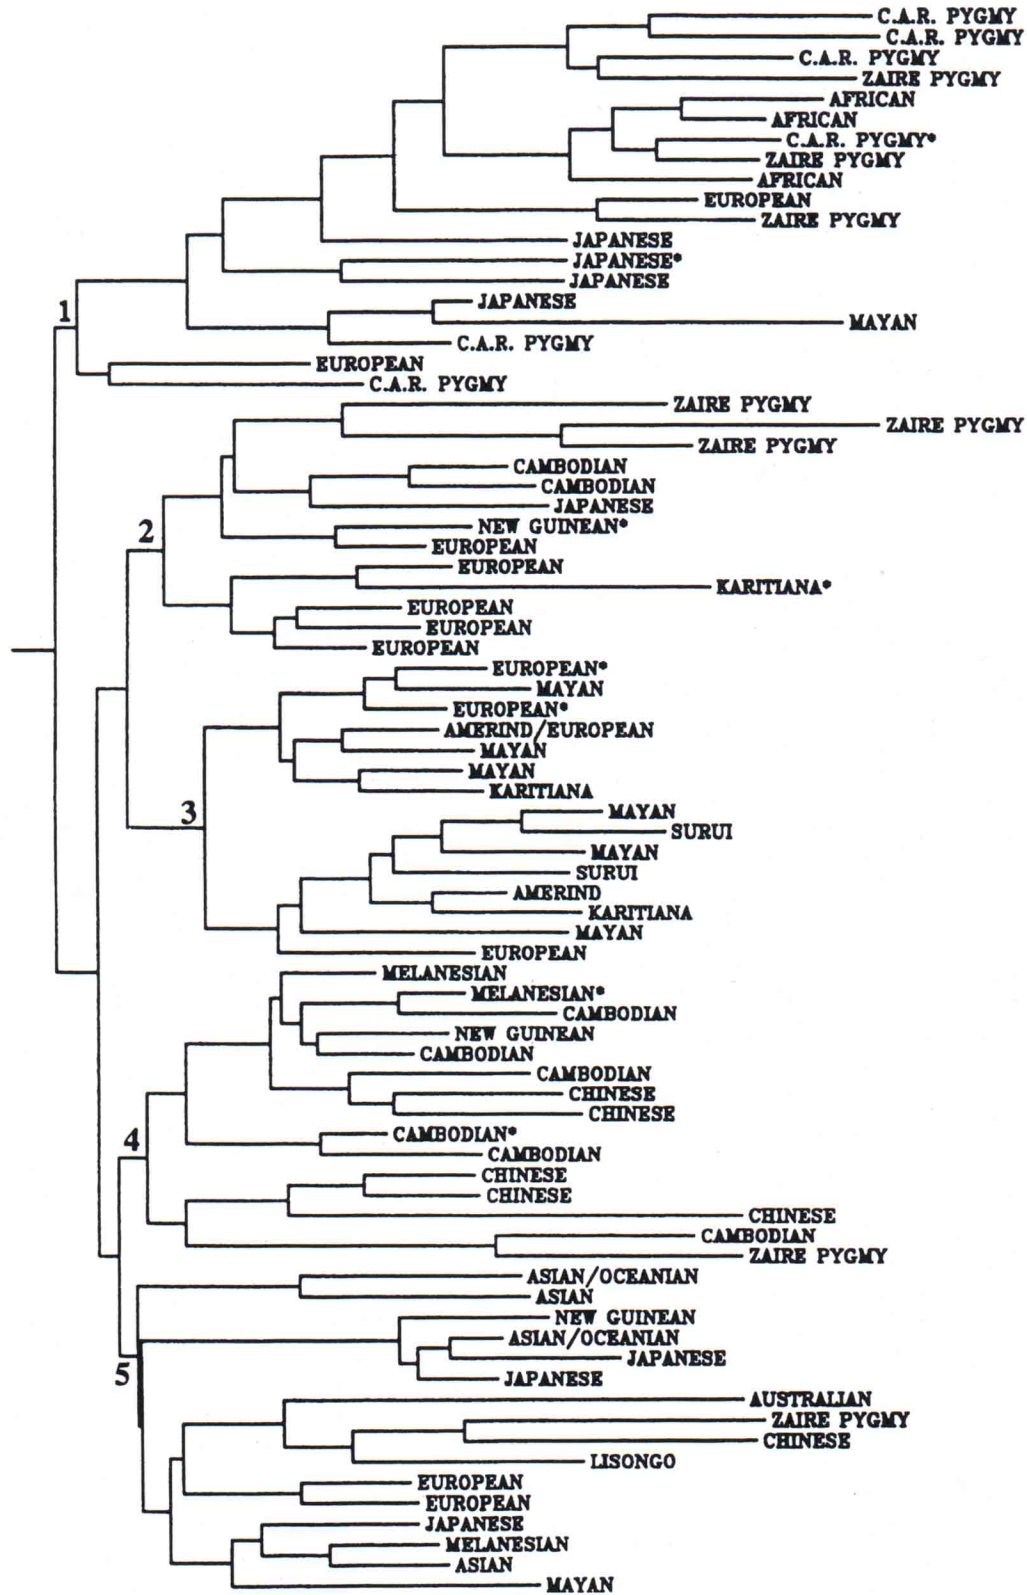 C.A.R. PYGMY
C.A.R. PYGMY
C.A.R. PYGMY
ZAIRE PYGMY
AFRICAN
AFRICAN
C.A.R. PYGMY*
ZAIRE PYGMY
AFRICAN
EUROPEAN
ZAIRE PYGMY
JAPANESE
JAPANESE*
JAPANESE
JAPANESE
1
MAYAN
C.A.R. PYGMY
EUROPEAN
C.A.R. PYGMY
ZAIRE PYGMY
ZAIRE PYGMY
ZAIRE PYGMY
CAMBODIAN
CAMBODIAN
JAPANESE
NEW GUINEAN*
2
EUROPEAN
EUROPEAN
KARITIANA*
EUROPEAN
EUROPEAN
EUROPEAN
EUROPEAN*
MAYAN
EUROPEAN*
AMERIND/EUROPEAN
MAYAN
MAYAN
KARITIANA
MAYAN
3
SURUI
MAYAN
SURUI
AMERIND
KARITIANA
MAYAN
EUROPEAN
MELANESIAN
MELANESIAN*
CAMBODIAN
NEW GUINEAN
CAMBODIAN
CAMBODIAN
CHINESE
CHINESE
CAMBODIAN*
4
CAMBODIAN
CHINESE
CHINESE
CHINESE
CAMBODIAN
ZAIRE PYGMY
ASIAN/OCEANIAN
ASIAN
NEW GUINEAN
ASIAN/OCEANIAN
JAPANESE
5
JAPANESE
AUSTRALIAN
ZAIRE PYGMY
CHINESE
LISONGO
EUROPEAN
EUROPEAN
JAPANESE
MELANESIAN
ASIAN
MAYAN